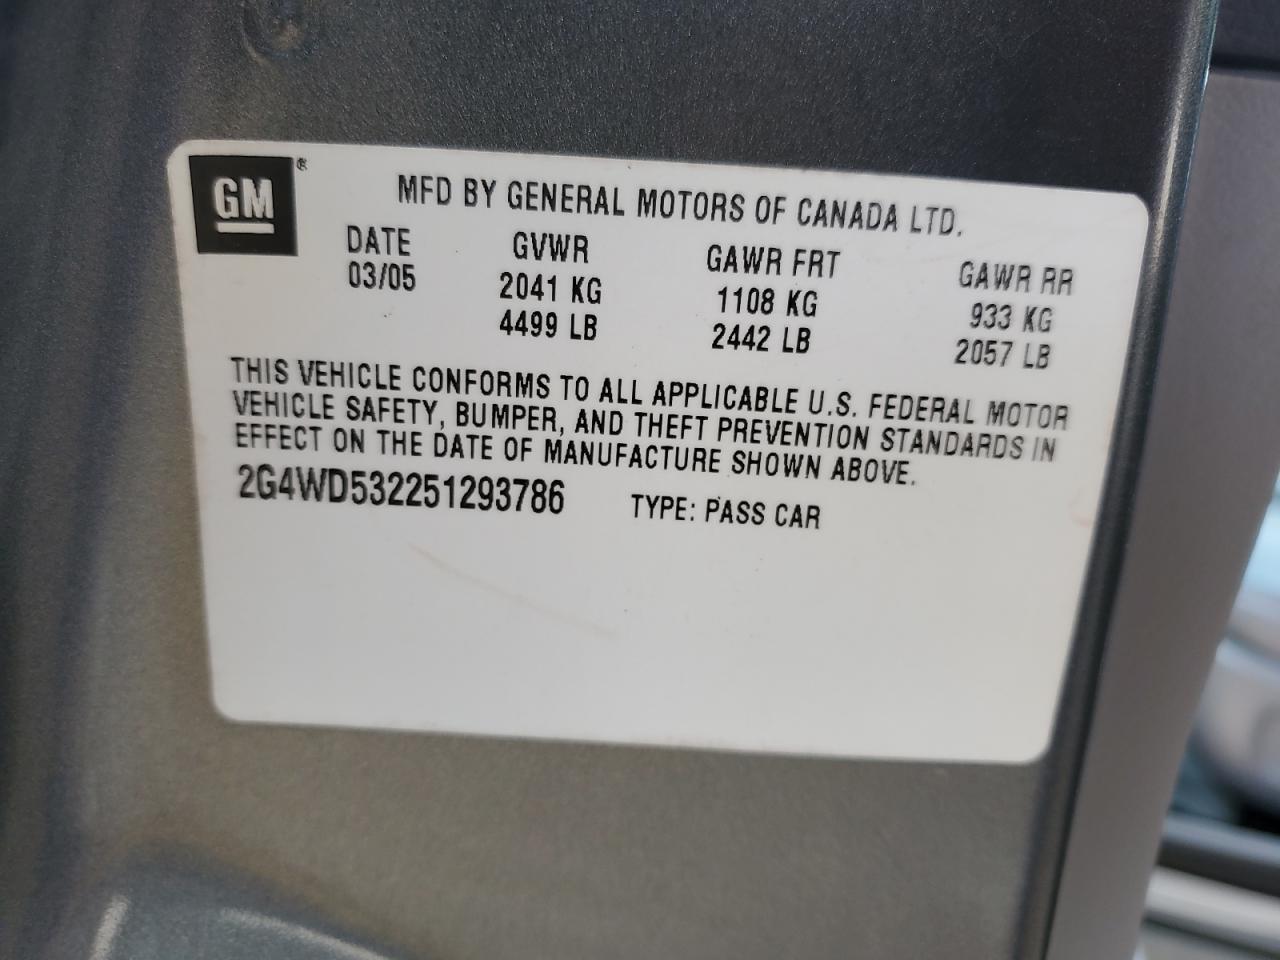 GM®
MFD BY GENERAL MOTORS OF CANADA LTD.
DATE GVWR GAWR FRT GAWR RR
03/05 2041 KG 1108 KG 933 KG
4499 LB 2442 LB 2057 LB
THIS VEHICLE CONFORMS TO ALL APPLICABLE U.S. FEDERAL MOTOR
VEHICLE SAFETY, BUMPER, AND THEFT PREVENTION STANDARDS IN
EFFECT ON THE DATE OF MANUFACTURE SHOWN ABOVE.
2G4WD532251293786 TYPE: PASS CAR